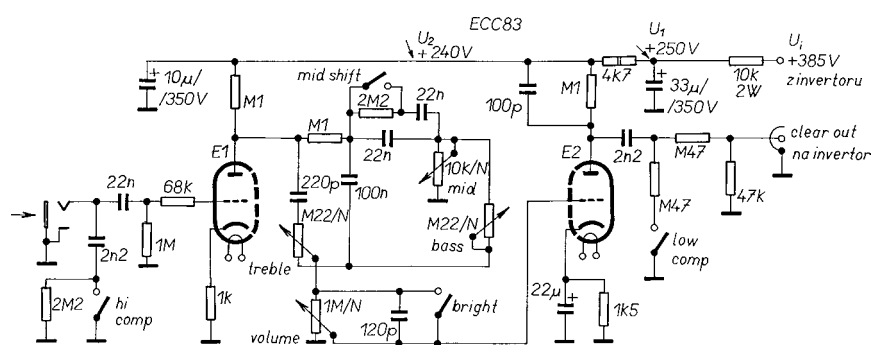 ECC83
U2
+240V
U1
+250V
Ui
+385V
z invertoru
10µ/
/350V
M1
mid shift
2M2
22n
M1
22n
100p
M1
4k7
33µ/
/350V
10k
2W
E1
220p
100n
10k/N
mid
E2
2n2
M47
clear out
na invertor
22n
68k
M22/N
treble
M22/N
bass
M47
47k
1M
2n2
2M2
hi
comp
1k
1M/N
volume
120p
bright
22µ
1k5
low
comp